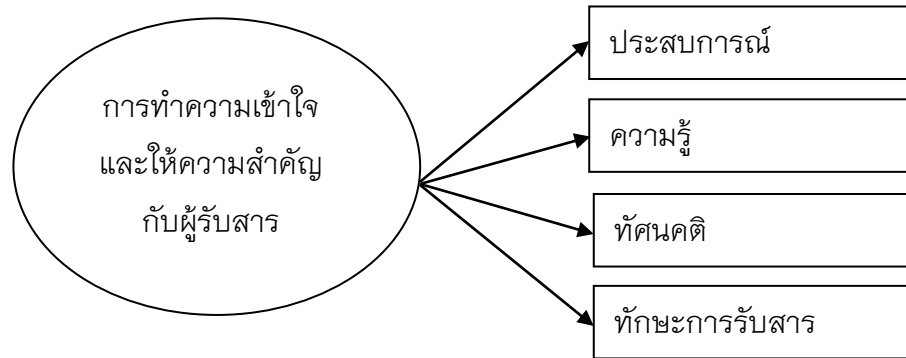 การทำความเข้าใจ
และให้ความสำคัญ
กับผู้รับสาร
ประสบการณ์
ความรู้
ทัศนคติ
ทักษะการรับสาร